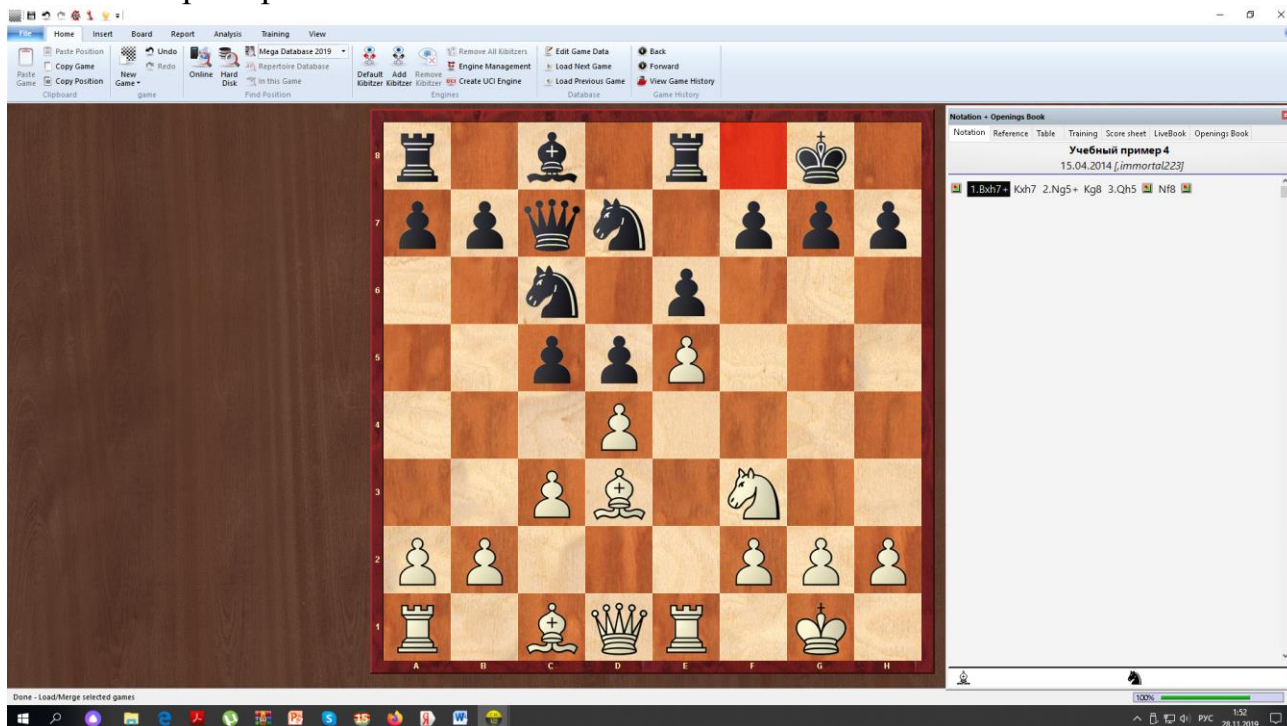 File Home Insert Board Report Analysis Training View
Paste Game
Paste Position
Copy Game
Copy Position
Clipboard
New Game
Undo
Redo
game
Online
Hard Disk
Mega Database 2019
Repertoire Database
In this Game
Find Position
Default Kibitzer
Add Kibitzer
Remove Kibitzer
Remove All Kibitzers
Engine Management
Create UCI Engine
Engines
Edit Game Data
Load Next Game
Load Previous Game
Database
Back
Forward
View Game History
Game History
Notation + Openings Book
Notation Reference Table Training Score sheet LiveBook Openings Book
Учебный пример 4
15.04.2014 [,immortal223]
1.Bxh7+ Kxh7 2.Ng5+ Kg8 3.Qh5 Nf8
8
7
6
5
4
3
2
1
A B C D E F G H
Done - Load/Merge selected games
100%
РУС
1:52
28.11.2019